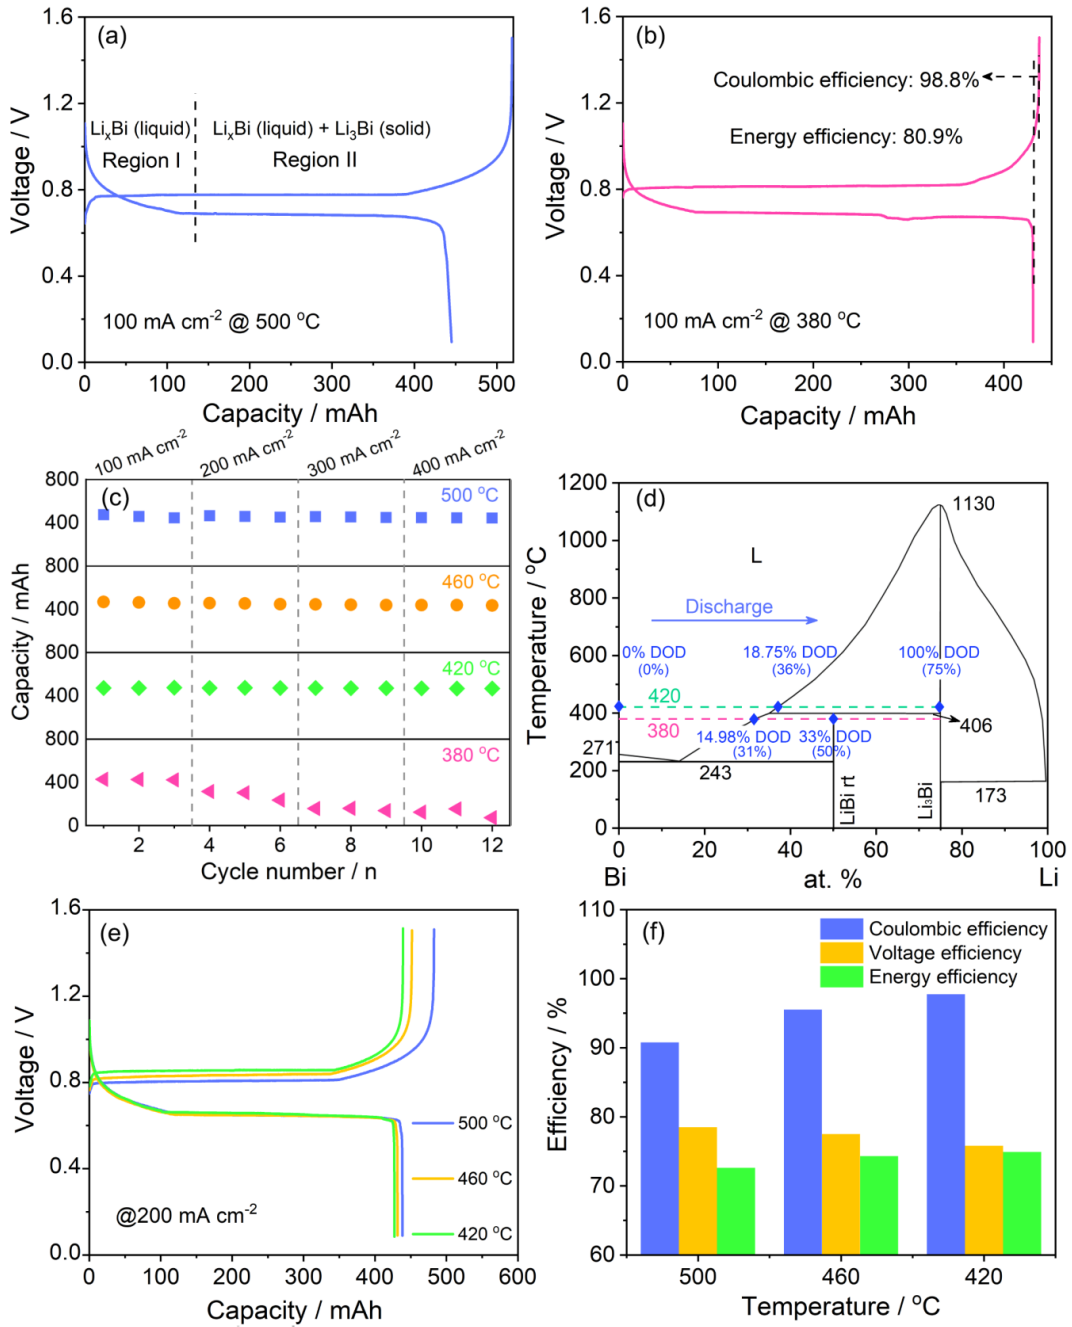 (a)
1.6
1.2
0.8
0.4
0.0
Voltage / V
LiₓBi (liquid)
Region I
LiₓBi (liquid) + Li₃Bi (solid)
Region II
100 mA cm⁻² @ 500 °C
0 100 200 300 400 500
Capacity / mAh
(b)
1.6
1.2
0.8
0.4
0.0
Voltage / V
Coulombic efficiency: 98.8%
Energy efficiency: 80.9%
100 mA cm⁻² @ 380 °C
0 100 200 300 400
Capacity / mAh
100 mA cm⁻² 200 mA cm⁻² 300 mA cm⁻² 400 mA cm⁻²
(c)
800
400
800
400
800
400
800
400
0
Capacity / mAh
500 °C
460 °C
420 °C
380 °C
2 4 6 8 10 12
Cycle number / n
(d)
1200
1000
800
600
400
200
0
Temperature / °C
1130
L
Discharge
0% DOD
(0%)
18.75% DOD
(36%)
100% DOD
(75%)
420
380
406
14.98% DOD
(31%)
33% DOD
(50%)
271
243
173
LiBi rt
Li₃Bi
0 20 40 60 80 100
Bi at. % Li
(e)
1.6
1.2
0.8
0.4
0.0
Voltage / V
500 °C
460 °C
420 °C
@200 mA cm⁻²
0 100 200 300 400 500 600
Capacity / mAh
(f)
110
100
90
80
70
60
Efficiency / %
Coulombic efficiency
Voltage efficiency
Energy efficiency
500 460 420
Temperature / °C